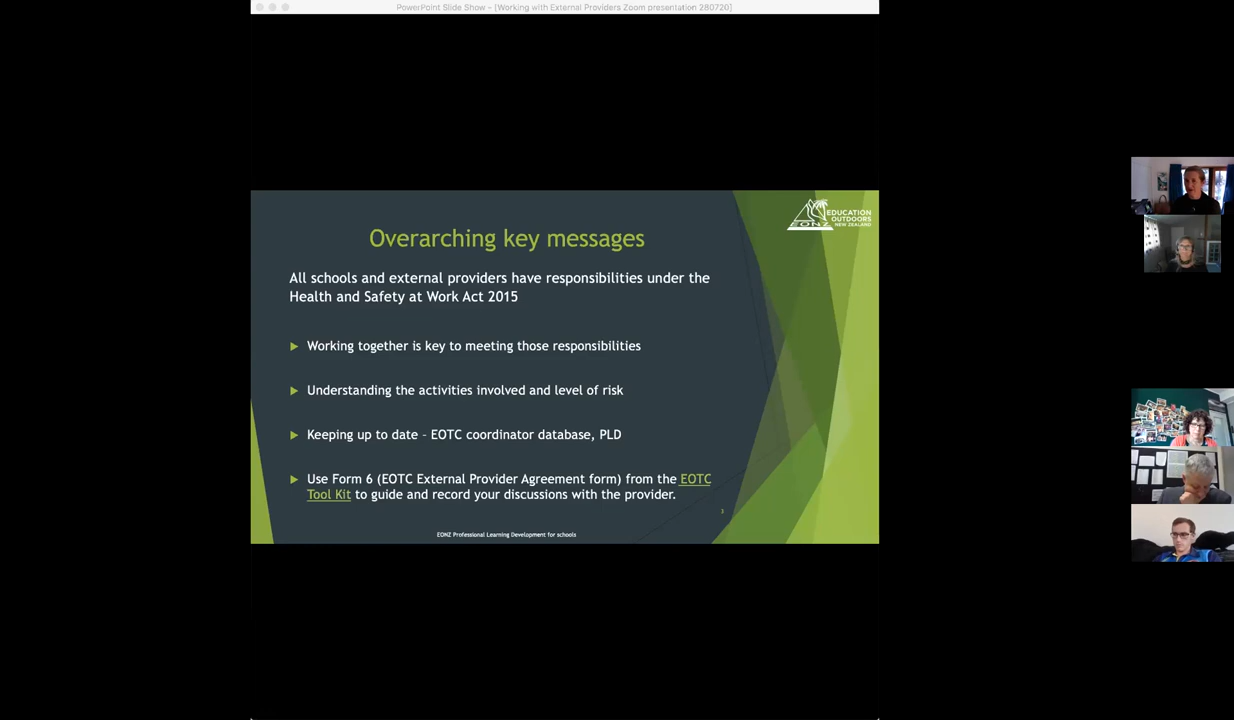 PowerPoint Slide Show - [Working with External Providers Zoom presentation 280720]
EDUCATION
OUTDOORS
NEW ZEALAND
EONZ
Overarching key messages
All schools and external providers have responsibilities under the
Health and Safety at Work Act 2015
Working together is key to meeting those responsibilities
Understanding the activities involved and level of risk
Keeping up to date – EOTC coordinator database, PLD
Use Form 6 (EOTC External Provider Agreement form) from the EOTC
Tool Kit to guide and record your discussions with the provider.
3
EONZ Professional Learning Development for schools